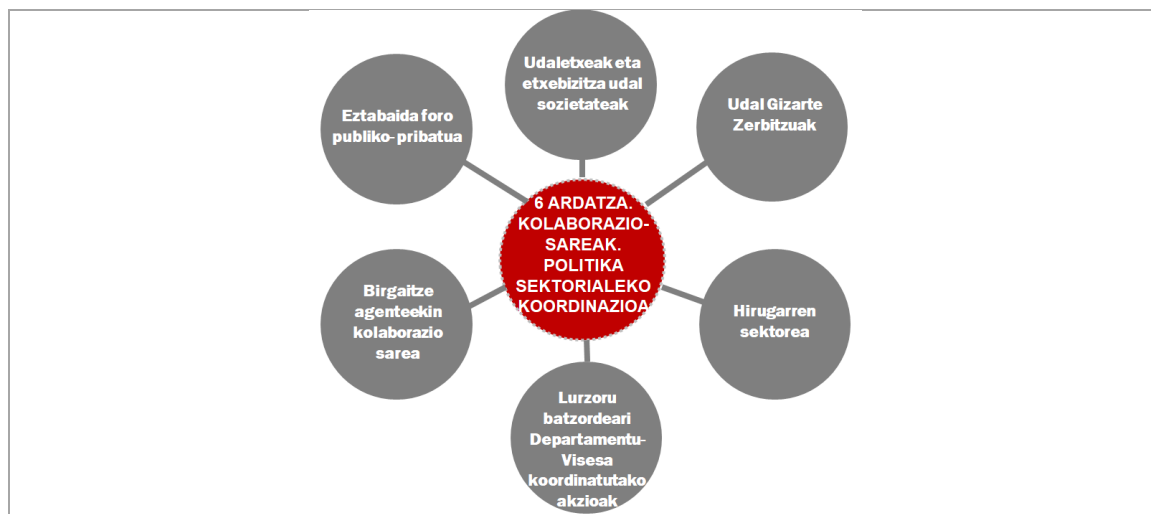 Udaletxeak eta
etxebizitza udal
sozietateak
Udal Gizarte
Zerbitzuak
Hirugarren
sektorea
Lurzoru
batzordeari
Departamentu-
Visesa
koordinatutako
akzioak
Birgaitze
agenteekin
kolaborazio
sarea
Eztabaida foro
publiko- pribatua
6 ARDATZA.
KOLABORAZIO-
SAREAK.
POLITIKA
SEKTORIALEKO
KOORDINAZIOA